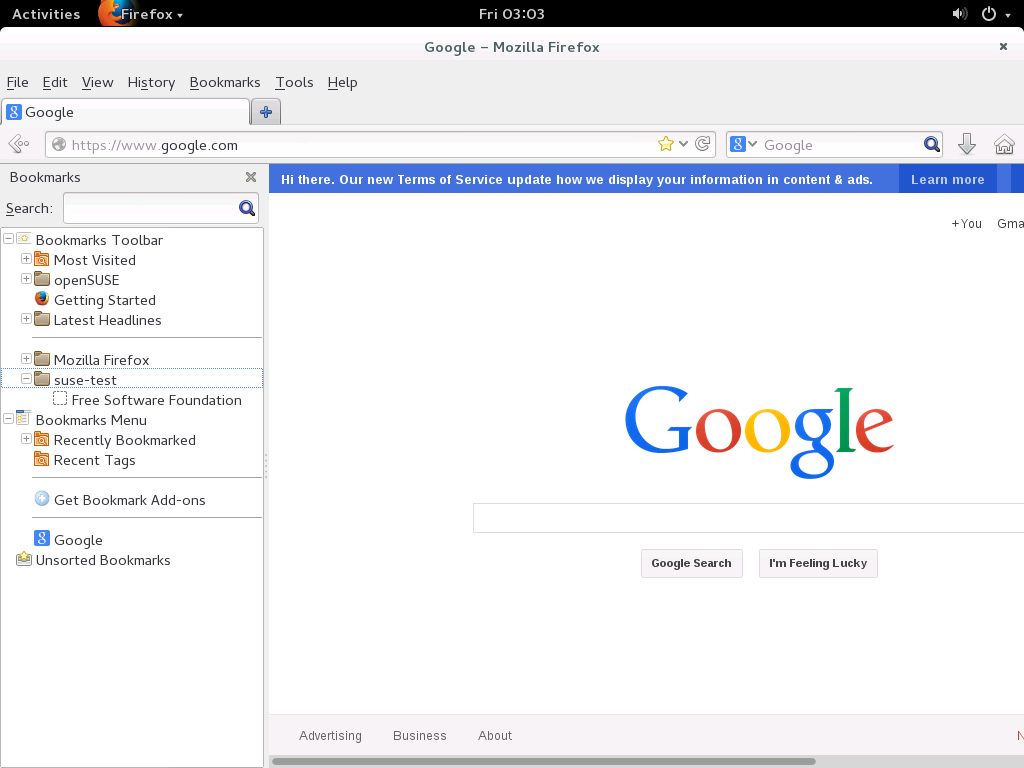 Activities Firefox Fri 03:03
Google – Mozilla Firefox
File Edit View History Bookmarks Tools Help
8 Google
https://www.google.com 8 Google
Bookmarks
Hi there. Our new Terms of Service update how we display your information in content & ads. Learn more
Search:
+You Gma
Bookmarks Toolbar
Most Visited
openSUSE
Getting Started
Latest Headlines
Mozilla Firefox
suse-test
Free Software Foundation
Bookmarks Menu
Recently Bookmarked
Recent Tags
Get Bookmark Add-ons
8 Google
Unsorted Bookmarks
Google
Google Search I'm Feeling Lucky
Advertising Business About N